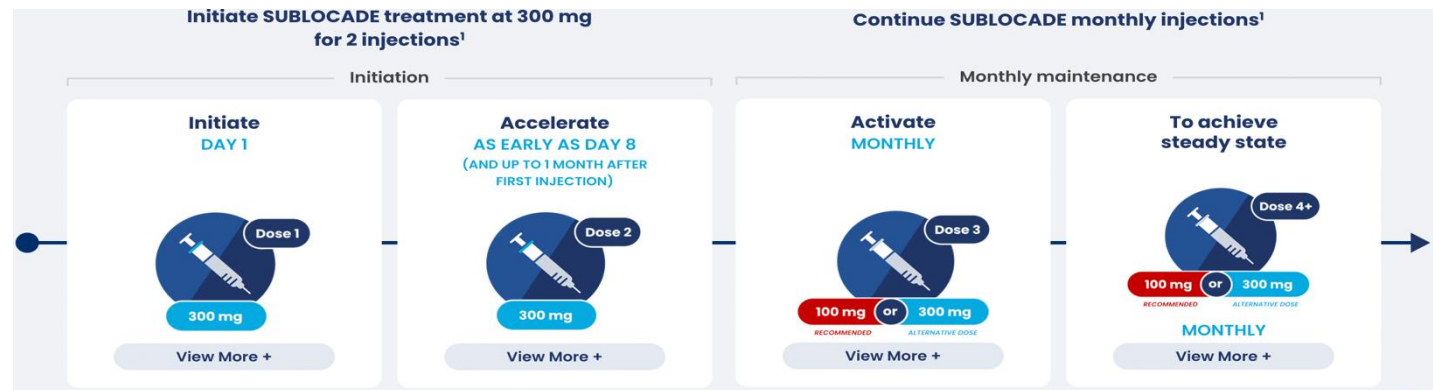 Initiate SUBLOCADE treatment at 300 mg
for 2 injections¹
Continue SUBLOCADE monthly injections¹
Initiation
Monthly maintenance
Initiate
DAY 1
Dose 1
300 mg
View More +
Accelerate
AS EARLY AS DAY 8
(AND UP TO 1 MONTH AFTER
FIRST INJECTION)
Dose 2
300 mg
View More +
Activate
MONTHLY
Dose 3
100 mg or 300 mg
RECOMMENDED ALTERNATIVE DOSE
View More +
To achieve
steady state
Dose 4+
100 mg or 300 mg
RECOMMENDED ALTERNATIVE DOSE
MONTHLY
View More +